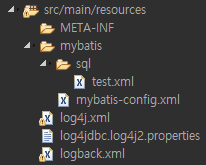 src/main/resources
META-INF
mybatis
sql
test.xml
mybatis-config.xml
log4j.xml
log4jdbc.log4j2.properties
logback.xml